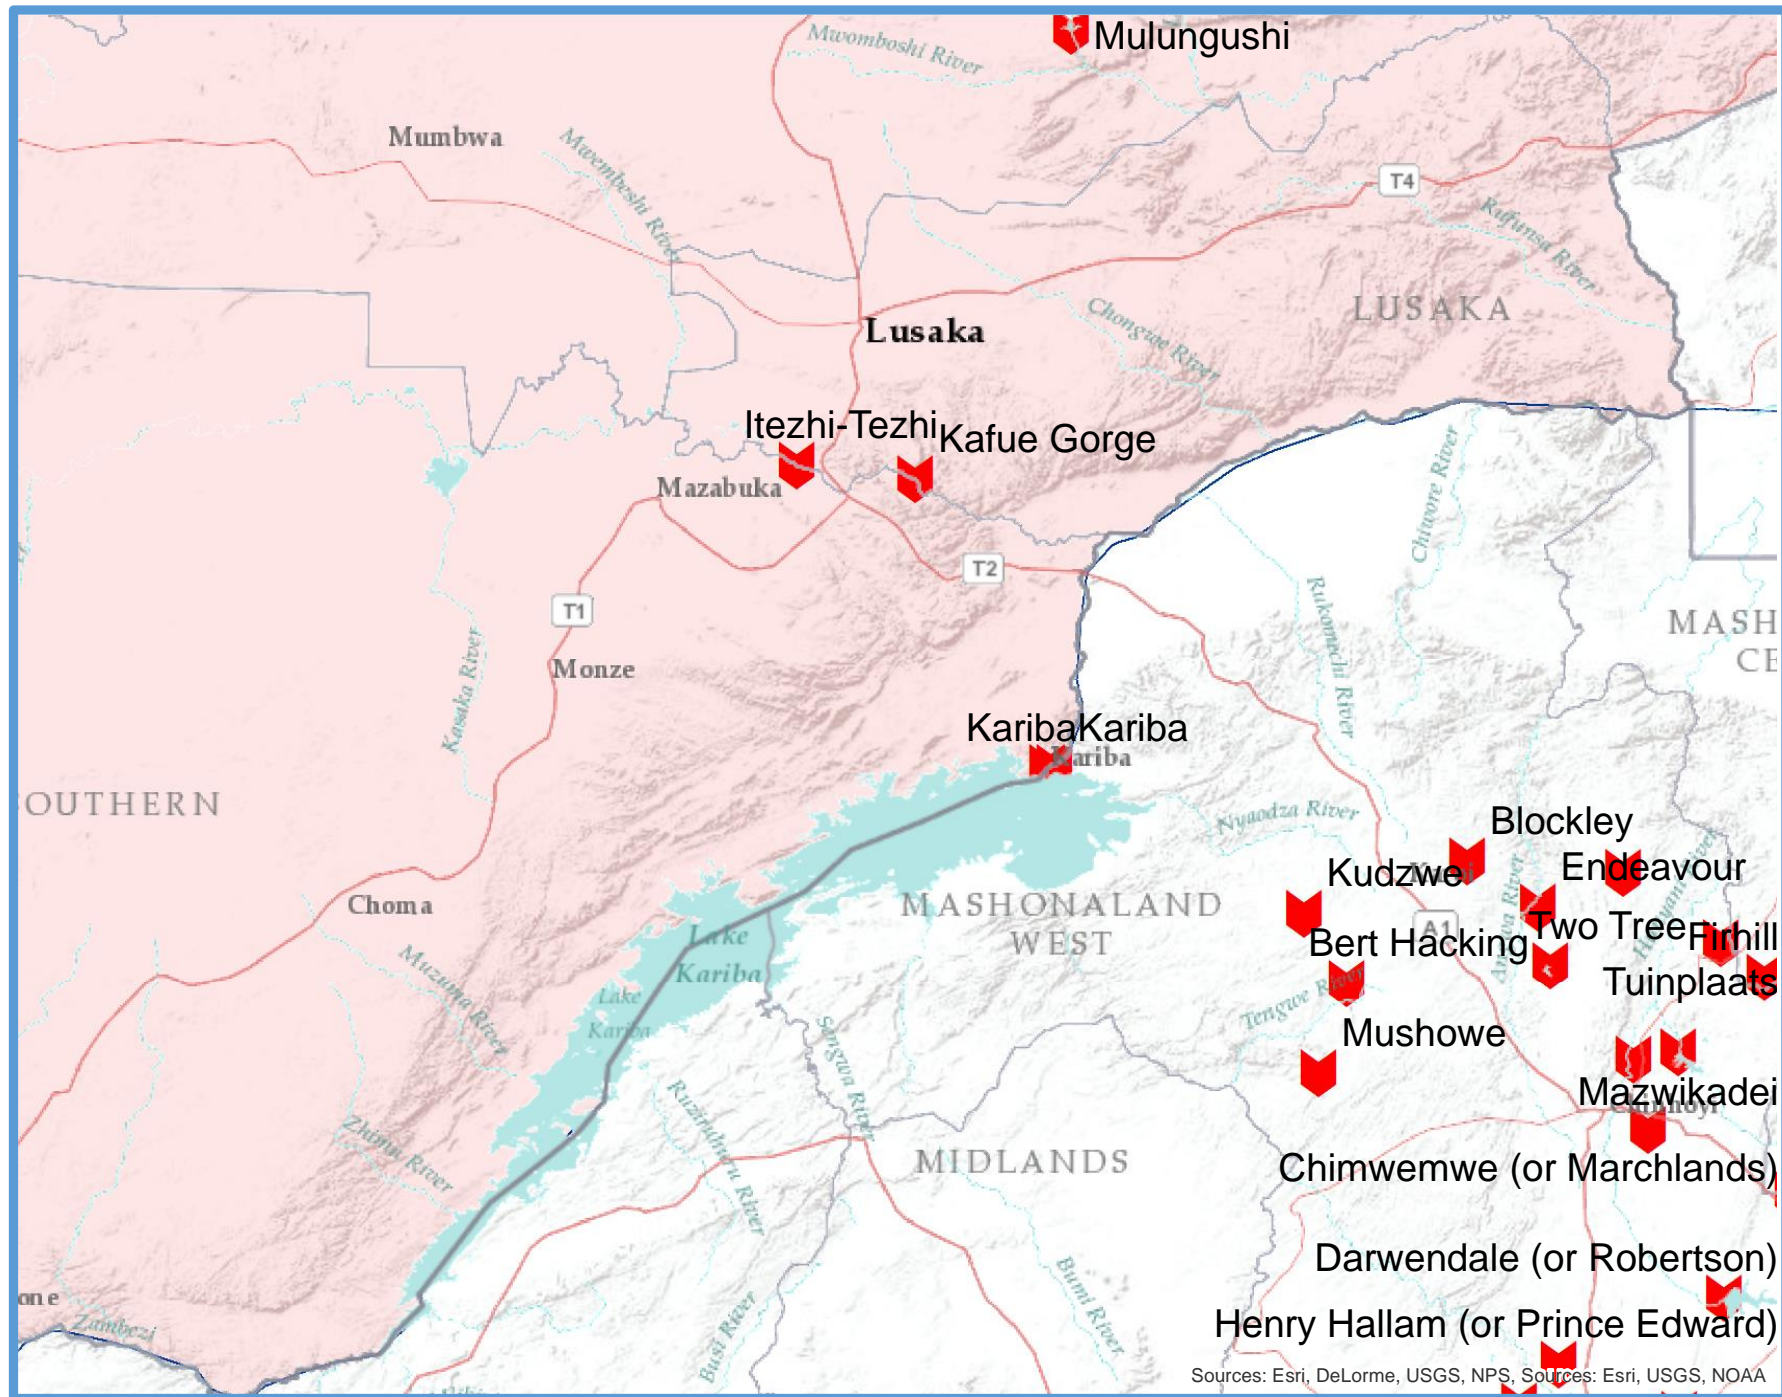 Mulungushi
Mwomboshi River
Mumbwa
Mwembeshi River
T4
Rufunsa River
LUSAKA
Chongwe River
Lusaka
Itezhi-Tezhi
Kafue Gorge
Mazabuka
Chiwore River
T2
T1
Rukomechi River
MASH
CE
Monze
Kasaka River
KaribaKariba
Kariba
OUTHERN
Nyaodza River
Blockley
Kudzwe
Endeavour
Choma
MASHONALAND
WEST
A1
Two Tree
Firhill
Bert Hacking
Lake
Kariba
Muzuma River
Tuinplaats
Lake
Kariba
Tengwe River
Sengwa River
Mushowe
Mazwikadei
Chinhoyi
Ruziruhuru River
Zhimu River
MIDLANDS
Chimwemwe (or Marchlands)
Darwendale (or Robertson)
Bumi River
one
Zambezi
Busi River
Henry Hallam (or Prince Edward)
Sources: Esri, DeLorme, USGS, NPS, Sources: Esri, USGS, NOAA